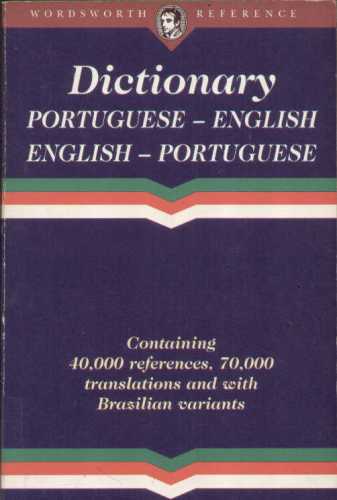 WORDSWORTH REFERENCE
Dictionary
PORTUGUESE – ENGLISH
ENGLISH – PORTUGUESE
Containing
40,000 references, 70,000
translations and with
Brazilian variants